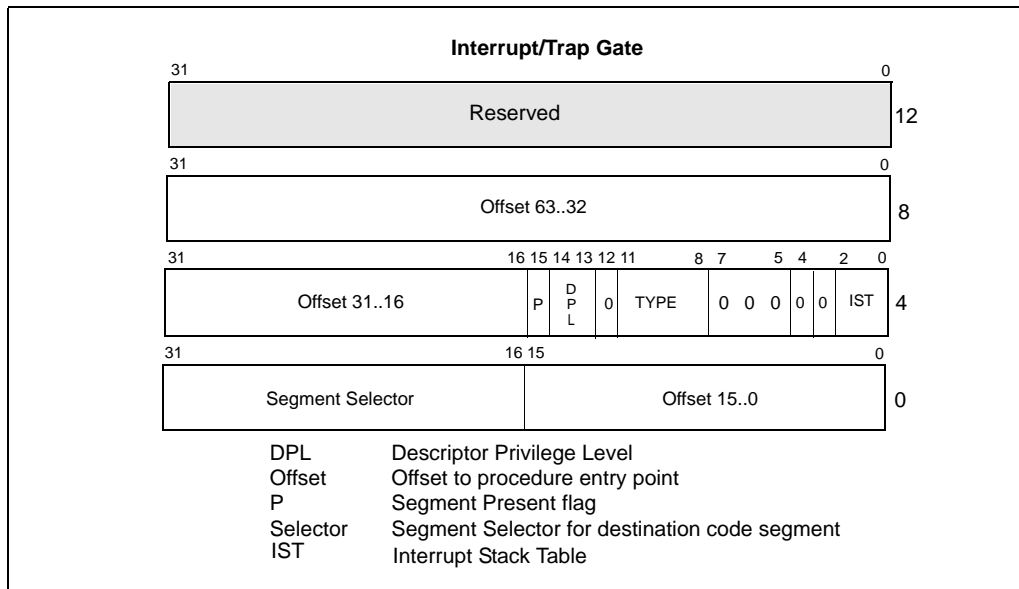 Interrupt/Trap Gate
31 0
Reserved 12
31 0
Offset 63..32 8
31 16 15 14 13 12 11 8 7 5 4 2 0
Offset 31..16 P DPL 0 TYPE 0 0 0 0 0 IST 4
31 16 15 0
Segment Selector Offset 15..0 0
DPL Descriptor Privilege Level
Offset Offset to procedure entry point
P Segment Present flag
Selector Segment Selector for destination code segment
IST Interrupt Stack Table